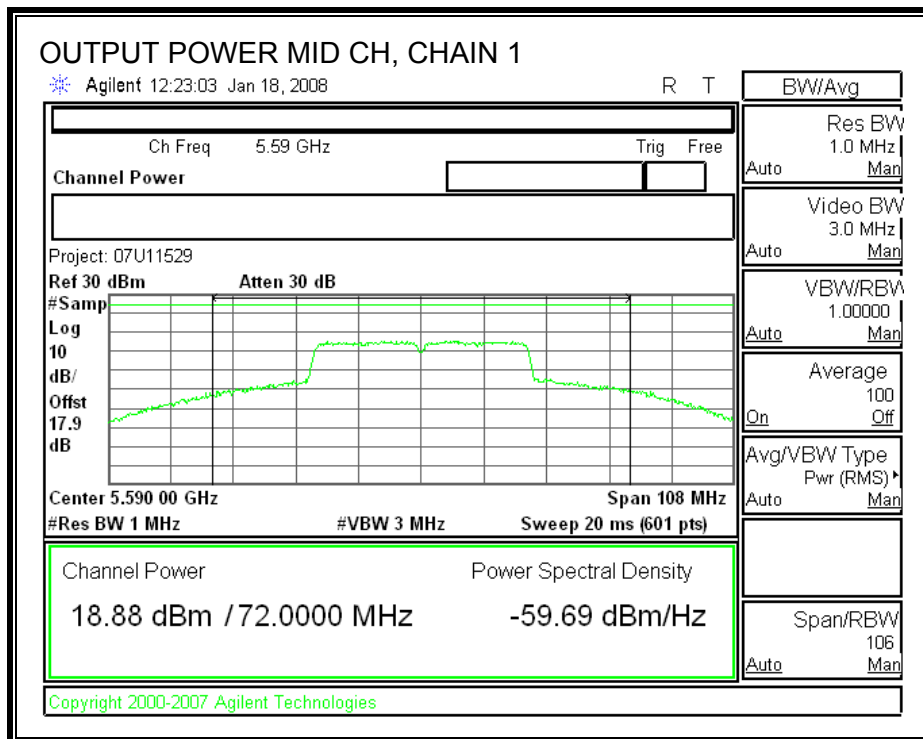 OUTPUT POWER MID CH, CHAIN 1
Agilent 12:23:03 Jan 18, 2008 R T
BW/Avg
Ch Freq 5.59 GHz Trig Free
Channel Power
Project: 07U11529
Ref 30 dBm Atten 30 dB
#Samp
Log
10
dB/
Offst
17.9
dB
Center 5.590 00 GHz Span 108 MHz
#Res BW 1 MHz #VBW 3 MHz Sweep 20 ms (601 pts)
Channel Power Power Spectral Density
18.88 dBm / 72.0000 MHz -59.69 dBm/Hz
Res BW
1.0 MHz
Auto Man
Video BW
3.0 MHz
Auto Man
VBW/RBW
1.00000
Auto Man
Average
100
On Off
Avg/VBW Type
Pwr (RMS)
Auto Man
Span/RBW
106
Auto Man
Copyright 2000-2007 Agilent Technologies